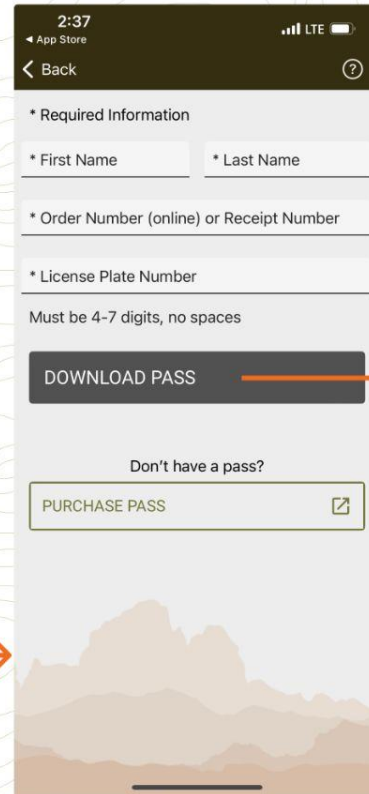 2:37
LTE
◄ App Store
Back
* Required Information
* First Name
* Last Name
* Order Number (online) or Receipt Number
* License Plate Number
Must be 4-7 digits, no spaces
DOWNLOAD PASS
Don't have a pass?
PURCHASE PASS